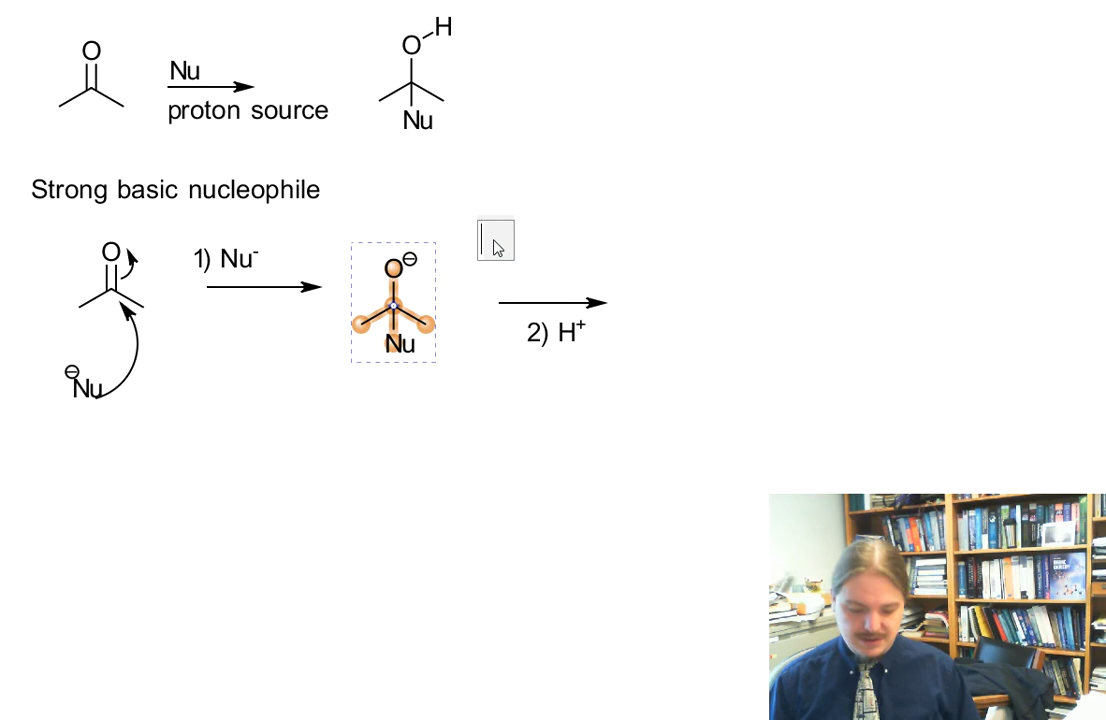 O
Nu
proton source
O
H
Nu
Strong basic nucleophile
O
1) Nu⁻
⊖
Nu
O⊖
Nu
2) H⁺